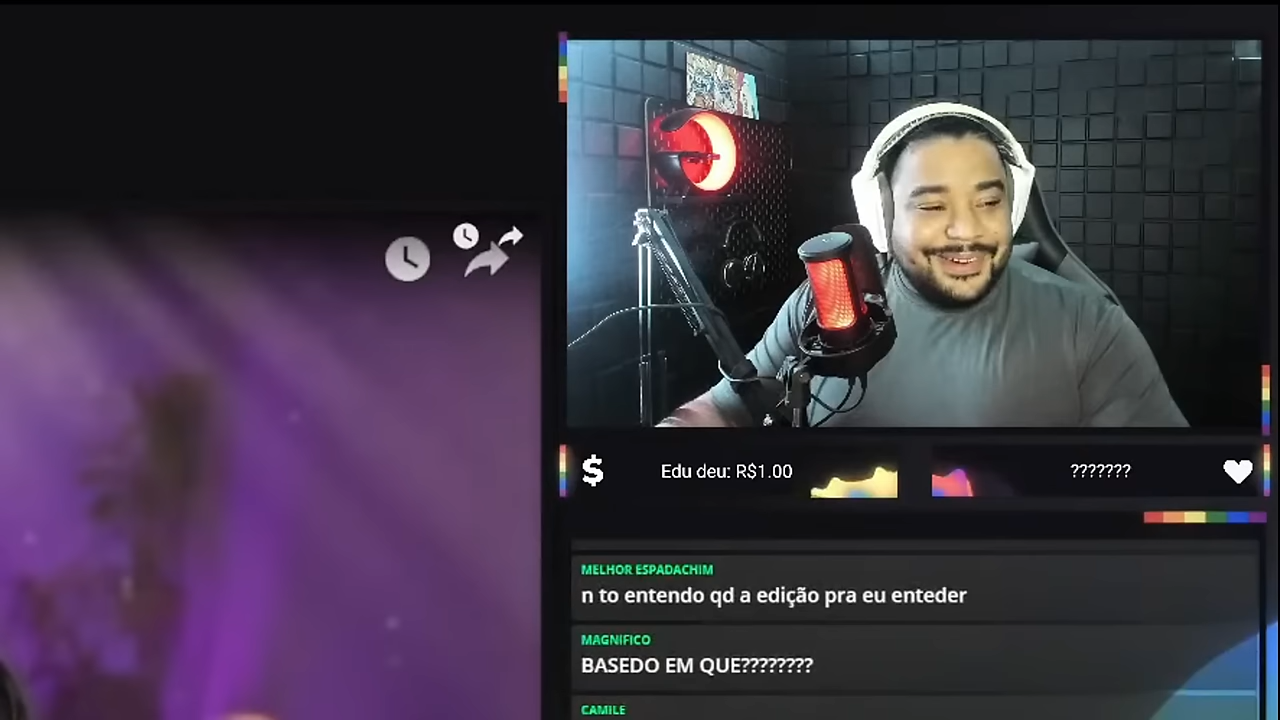 $ Edu deu: R$1.00
???????
MELHOR ESPADACHIM
n to entendo qd a edição pra eu enteder
MAGNIFICO
BASEDO EM QUE????????
CAMILE